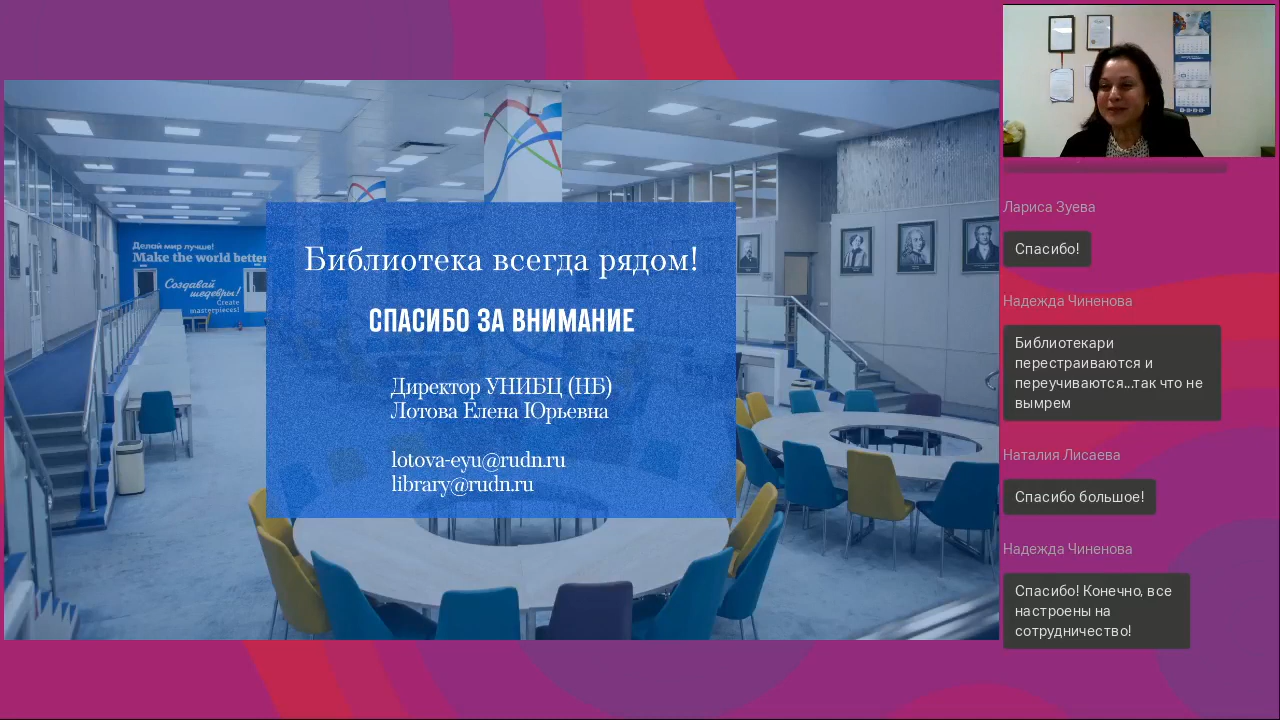 Делай мир лучше!
Make the world better
Создавай
шедевры!
Create
masterpieces!
Библиотека всегда рядом!
СПАСИБО ЗА ВНИМАНИЕ
Директор УНИБЦ (НБ)
Лотова Елена Юрьевна
lotova-eyu@rudn.ru
library@rudn.ru
Лариса Зуева
Спасибо!
Надежда Чиненова
Библиотекари
перестраиваются и
переучиваются...так что не
вымрем
Наталия Лисаева
Спасибо большое!
Надежда Чиненова
Спасибо! Конечно, все
настроены на
сотрудничество!